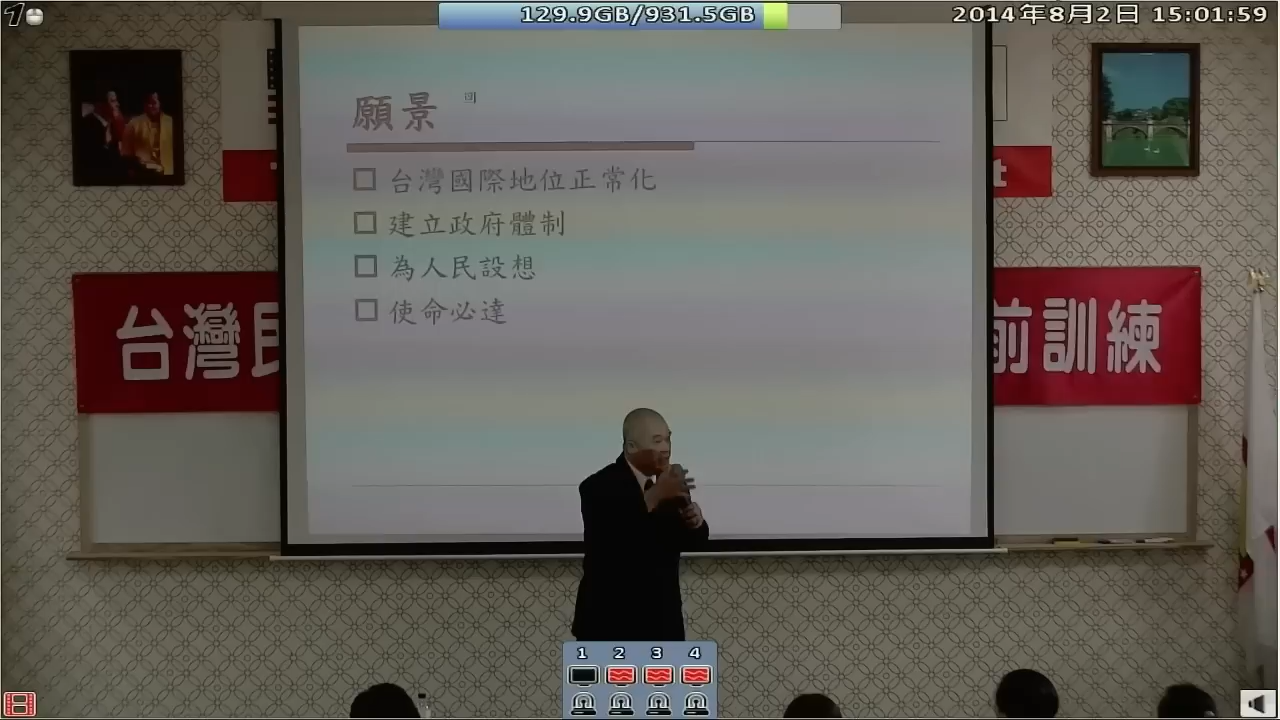 129.9GB/931.5GB
2014年8月2日 15:01:59
願景
台灣國際地位正常化
建立政府體制
為人民設想
使命必達
台灣民
前訓練
1 2 3 4